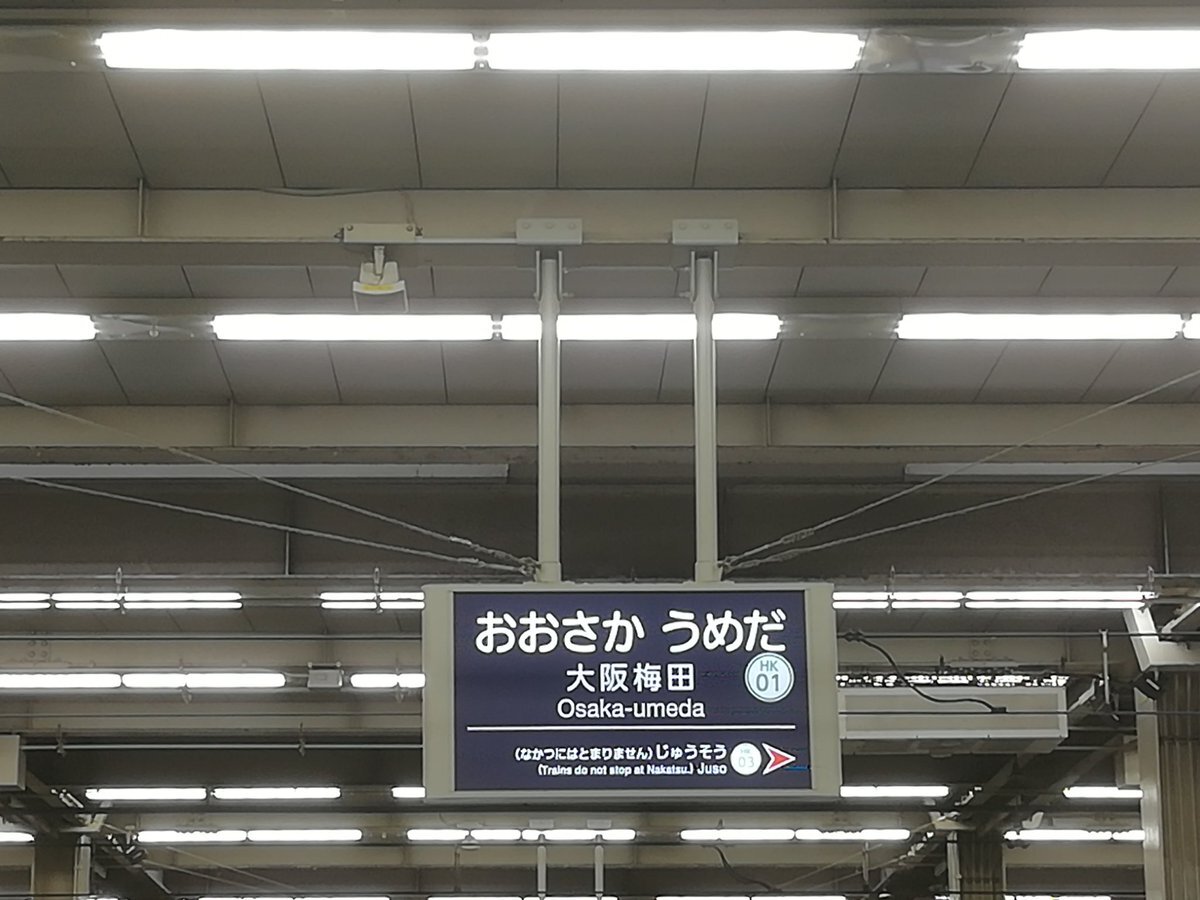 おおさか うめだ
大阪梅田
HK
01
Osaka-umeda
(なかつにはとまりません) じゅうそう
(Trains do not stop at Nakatsu.) Juso
HK
03